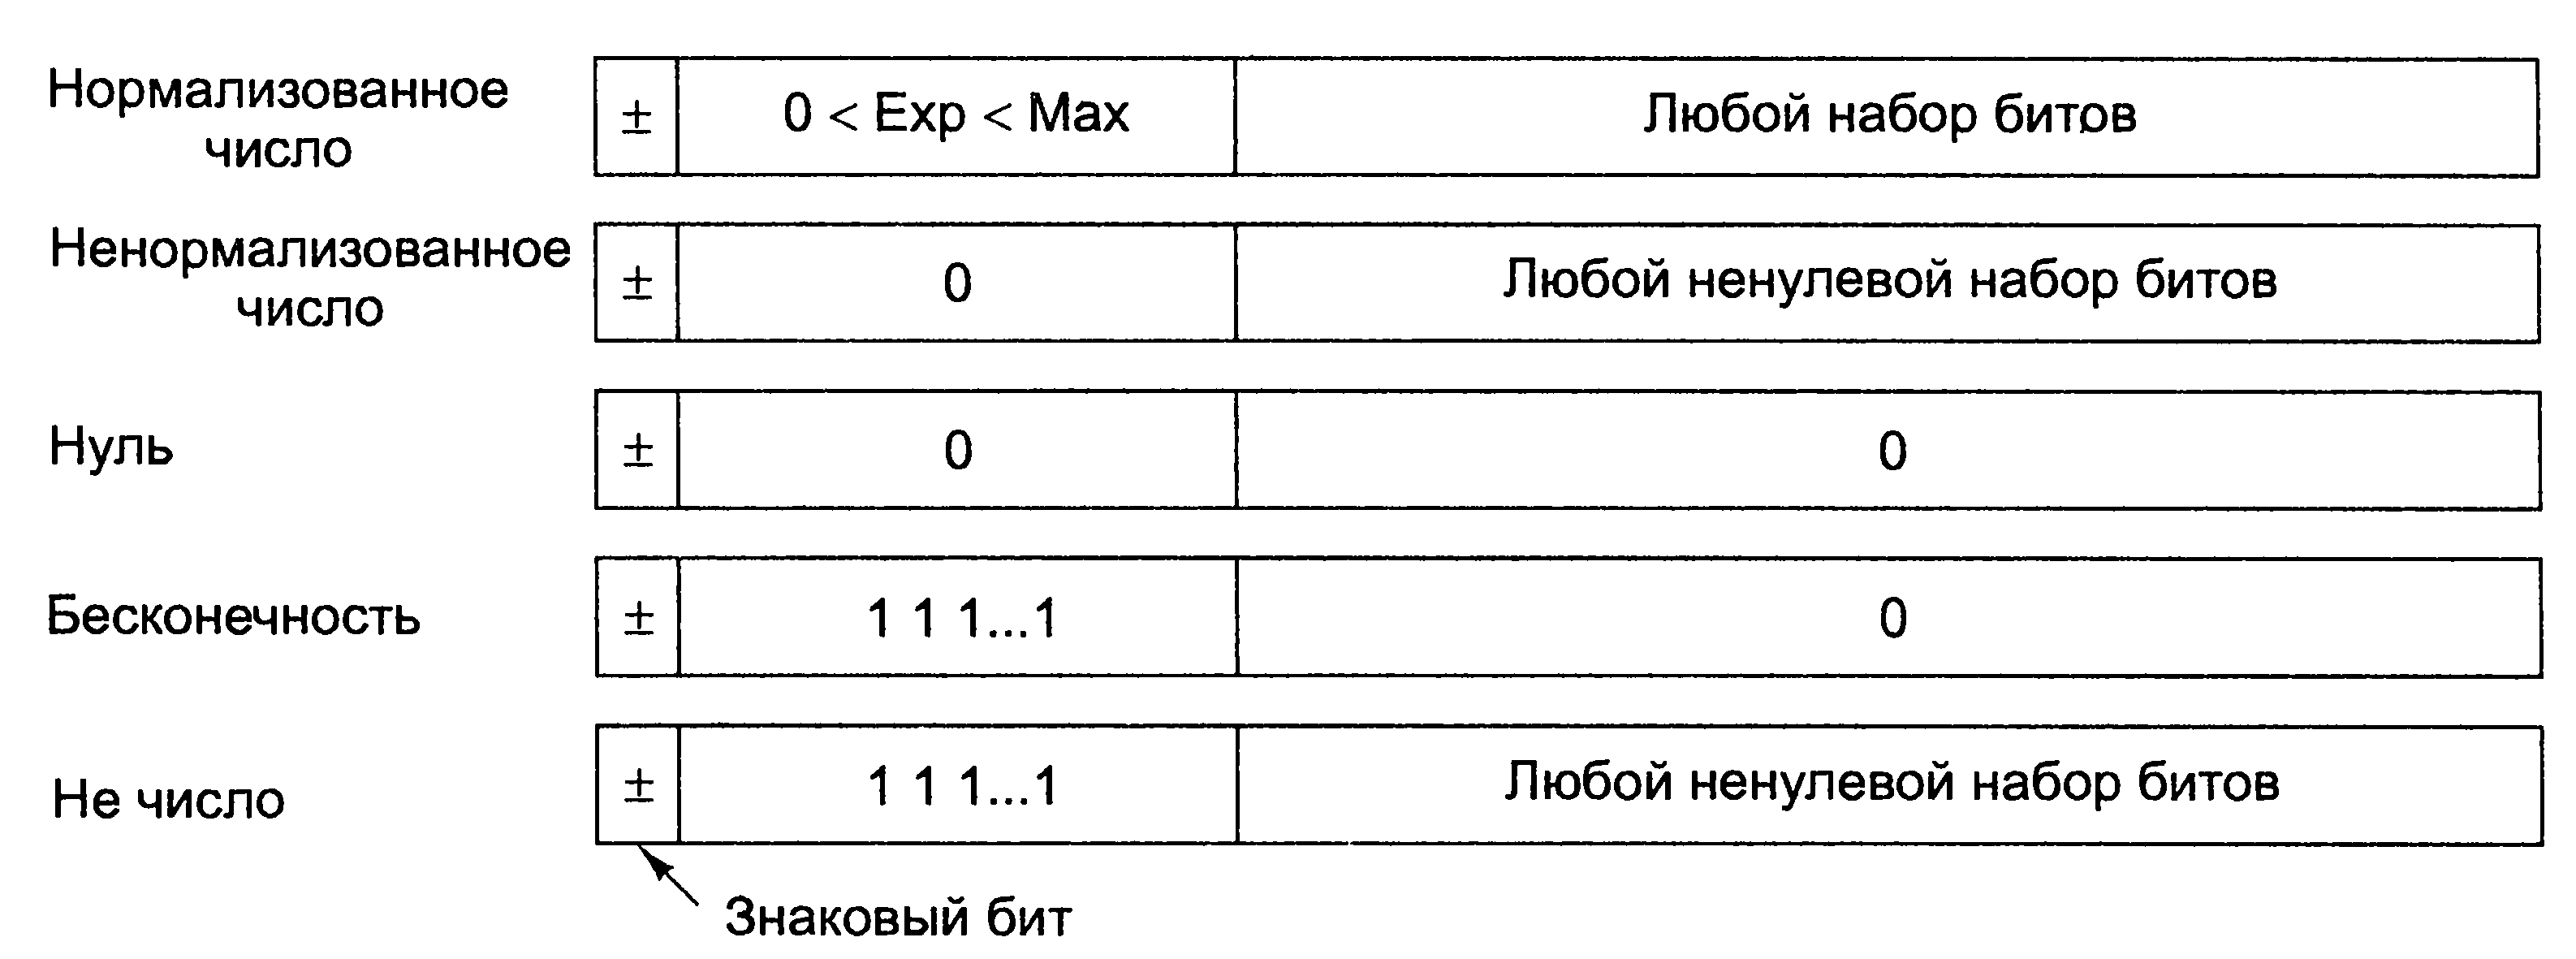 Нормализованное
число
± 0 < Exp < Max Любой набор битов
Ненормализованное
число
± 0 Любой ненулевой набор битов
Нуль ± 0 0
Бесконечность ± 1 1 1...1 0
Не число ± 1 1 1...1 Любой ненулевой набор битов
Знаковый бит